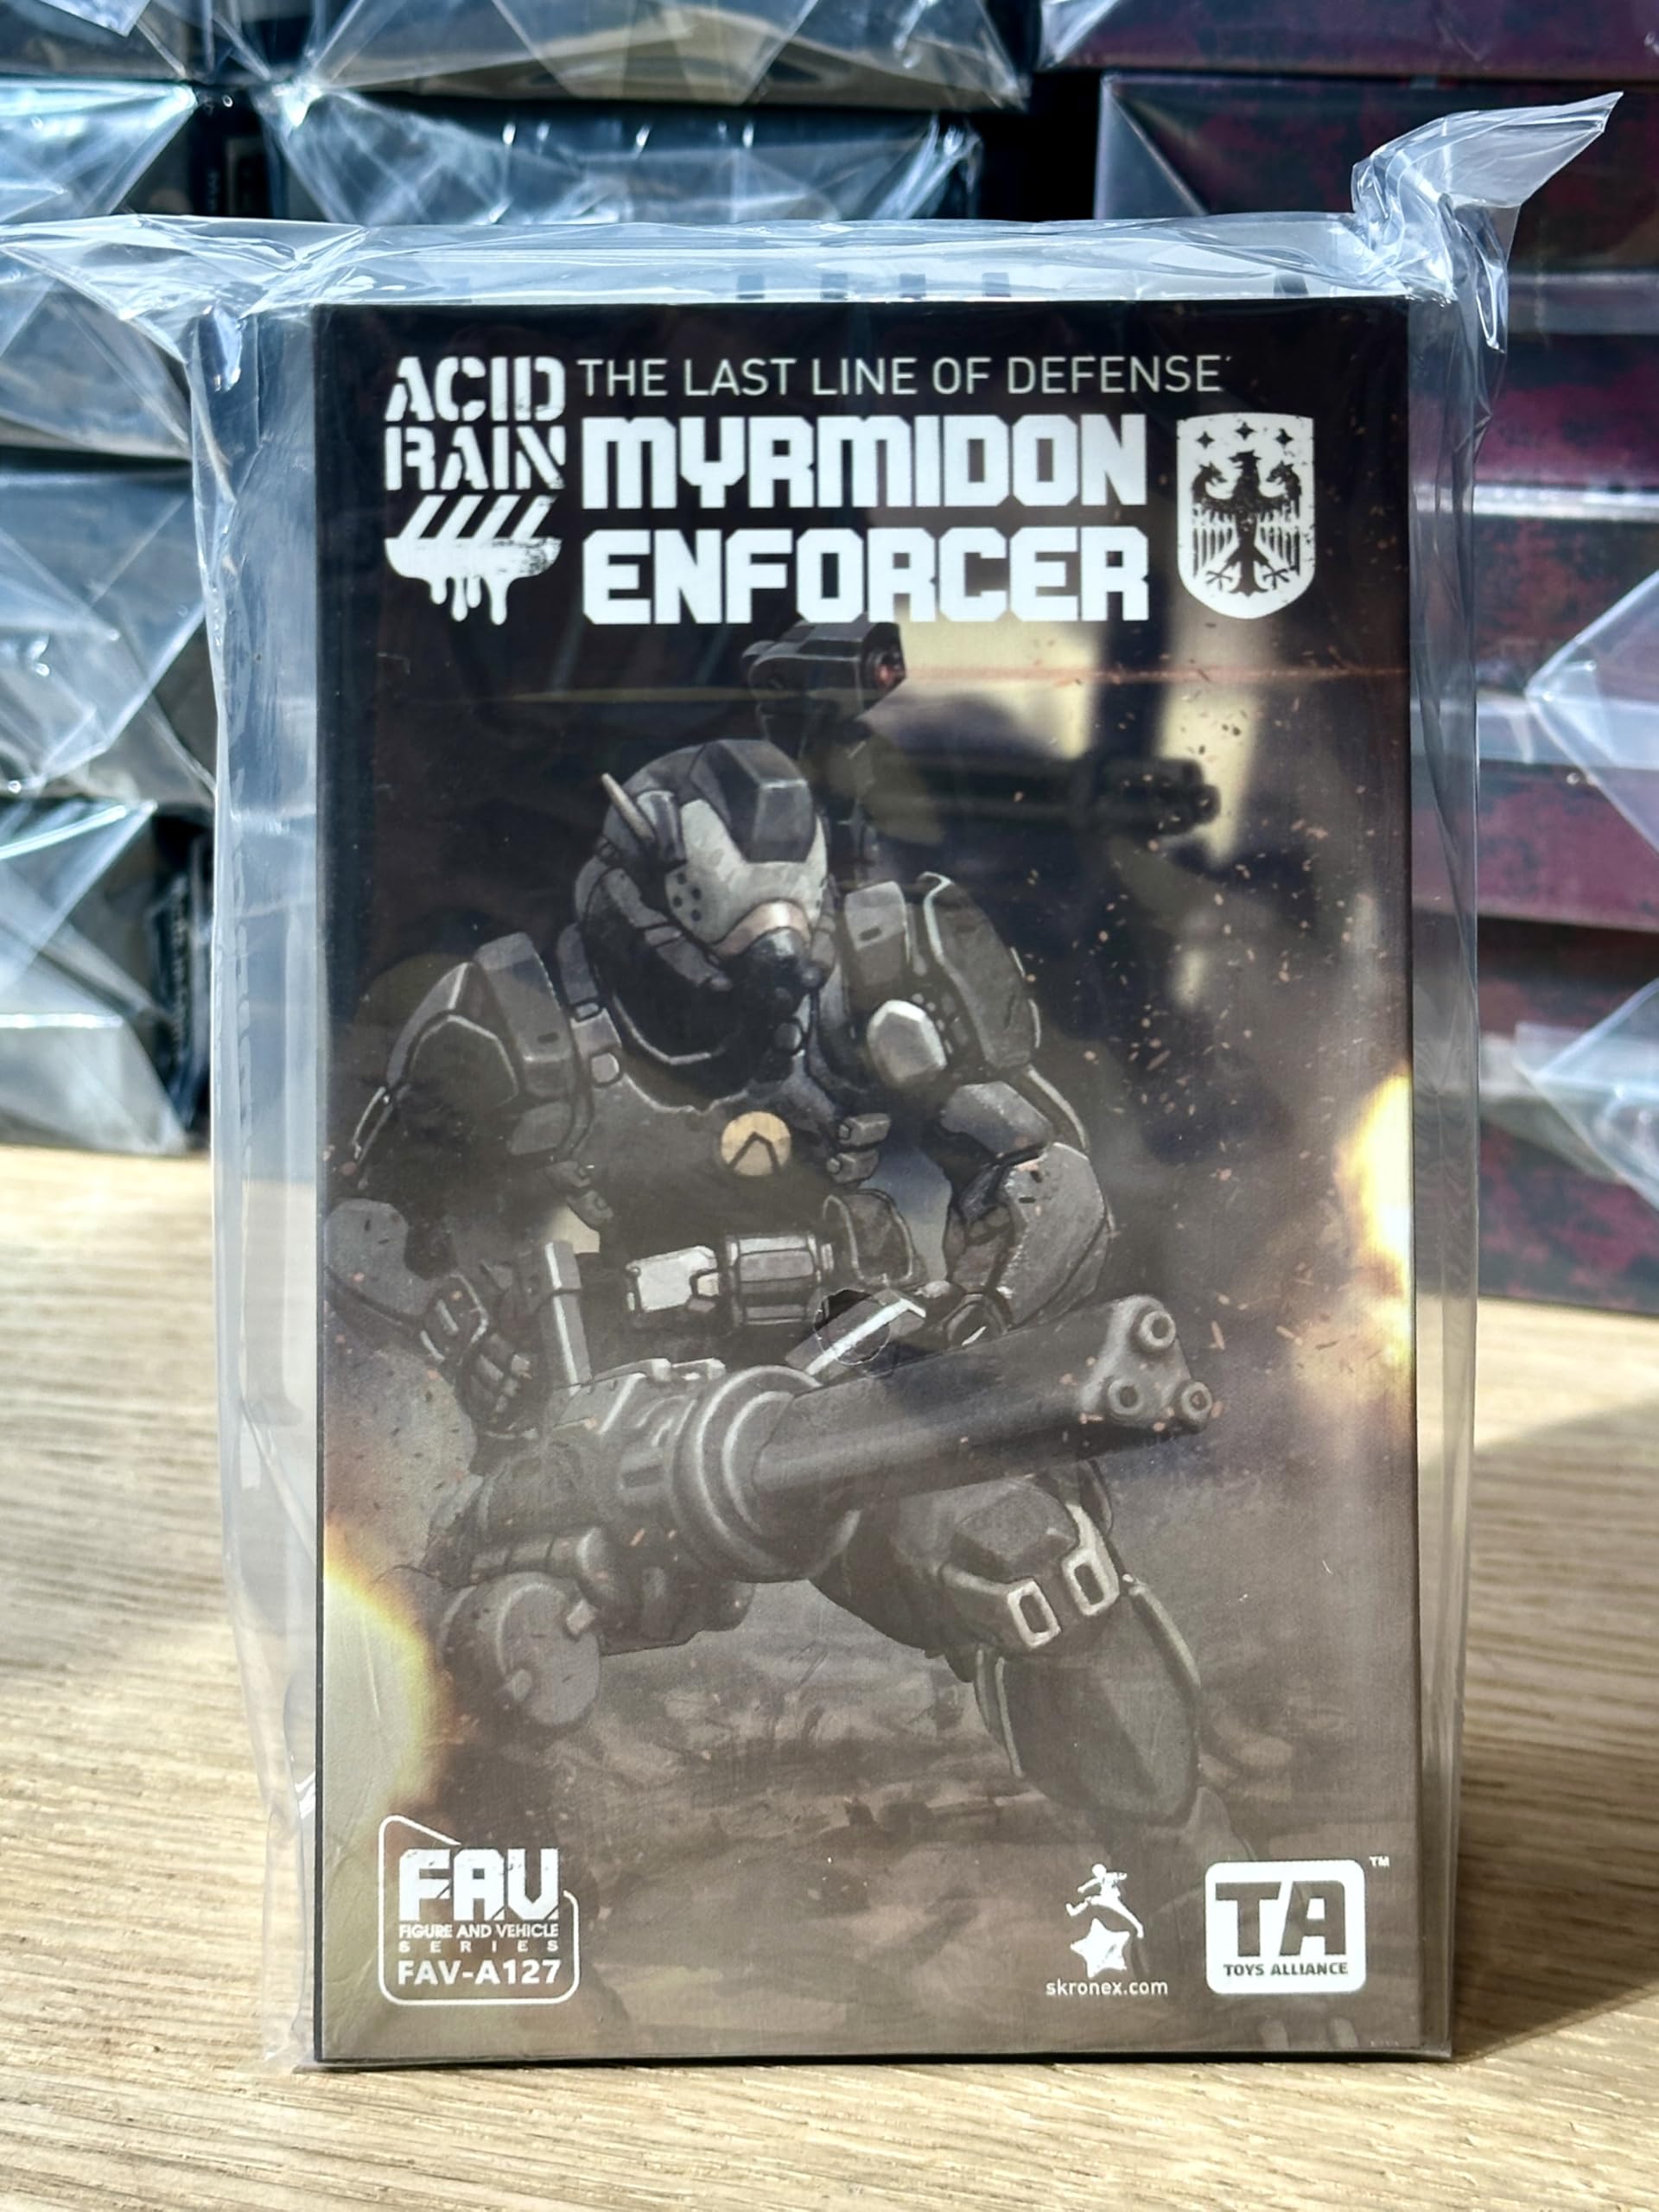 ACID
RAIN
THE LAST LINE OF DEFENSE
MYRMIDON
ENFORCER
FAV
FIGURE AND VEHICLE
SERIES
FAV-A127
skronex.com
TA
TOYS ALLIANCE
TM